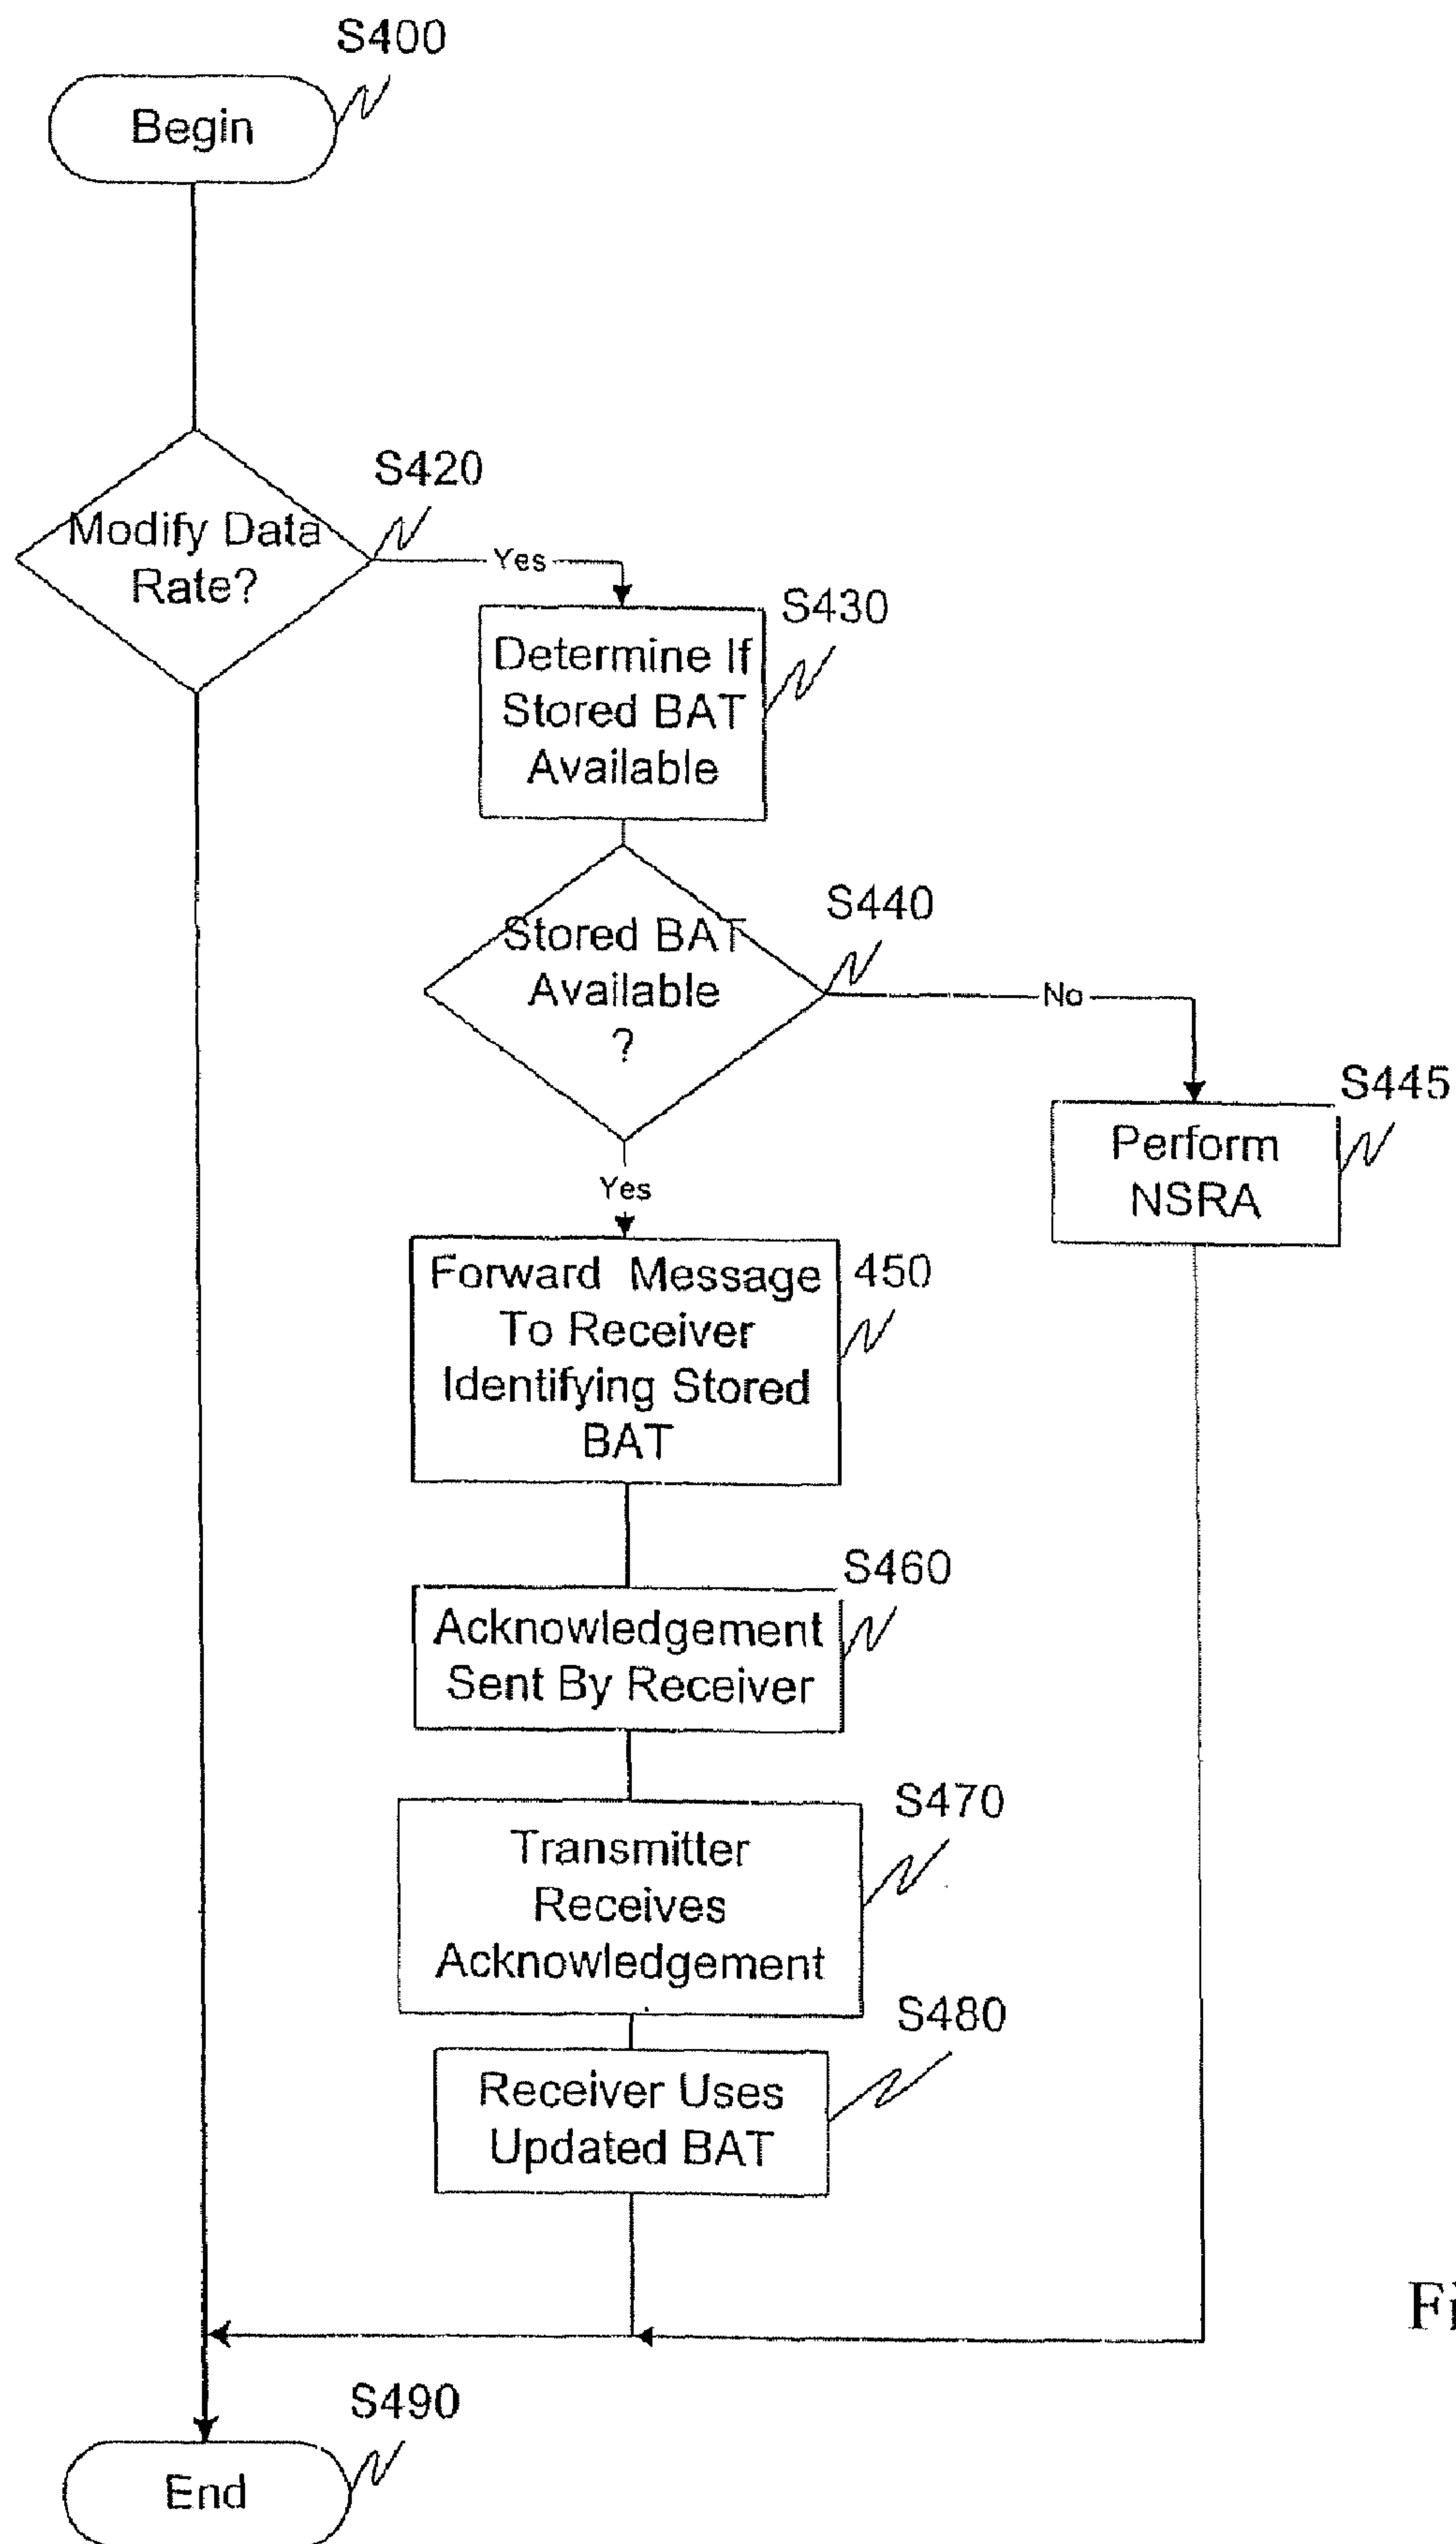 S400
Begin
S420
Modify Data
Rate?
Yes
S430
Determine If
Stored BAT
Available
S440
Stored BAT
Available
?
No
Yes
S445
Perform
NSRA
450
Forward Message
To Receiver
Identifying Stored
BAT
S460
Acknowledgement
Sent By Receiver
S470
Transmitter
Receives
Acknowledgement
S480
Receiver Uses
Updated BAT
S490
End